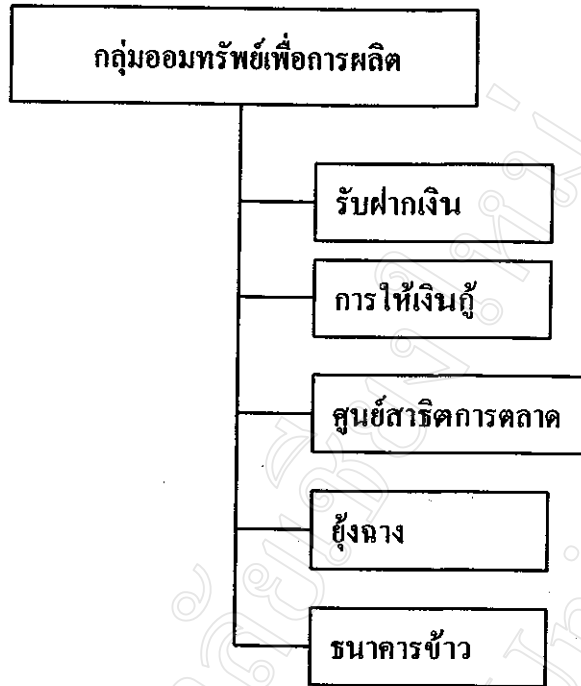 กลุ่มออมทรัพย์เพื่อการผลิต
รับฝากเงิน
การให้เงินกู้
ศูนย์สาธิตการตลาด
ยุ้งฉาง
ธนาคารข้าว